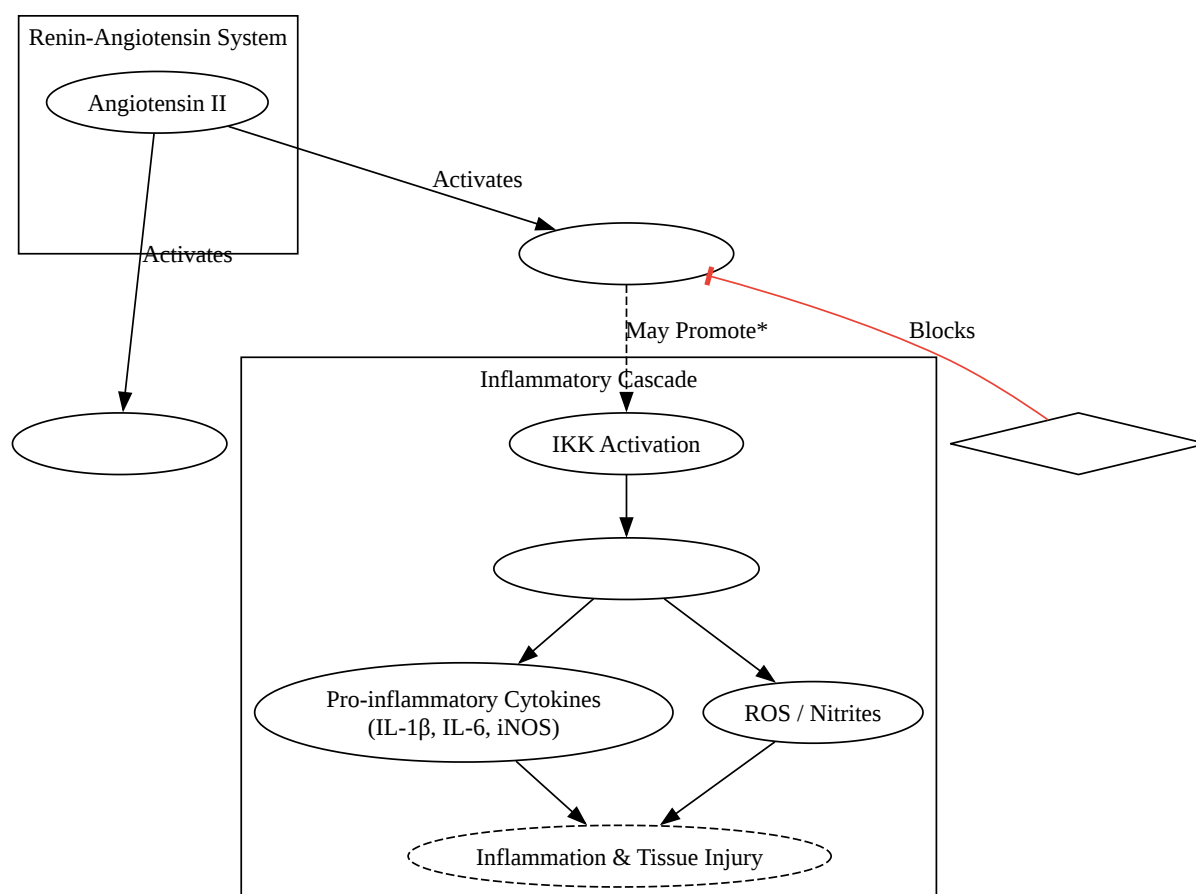 Renin-Angiotensin System
Angiotensin II
Activates
Activates
May Promote*
Blocks
Inflammatory Cascade
IKK Activation
Pro-inflammatory Cytokines
(IL-1β, IL-6, iNOS)
ROS / Nitrites
Inflammation & Tissue Injury